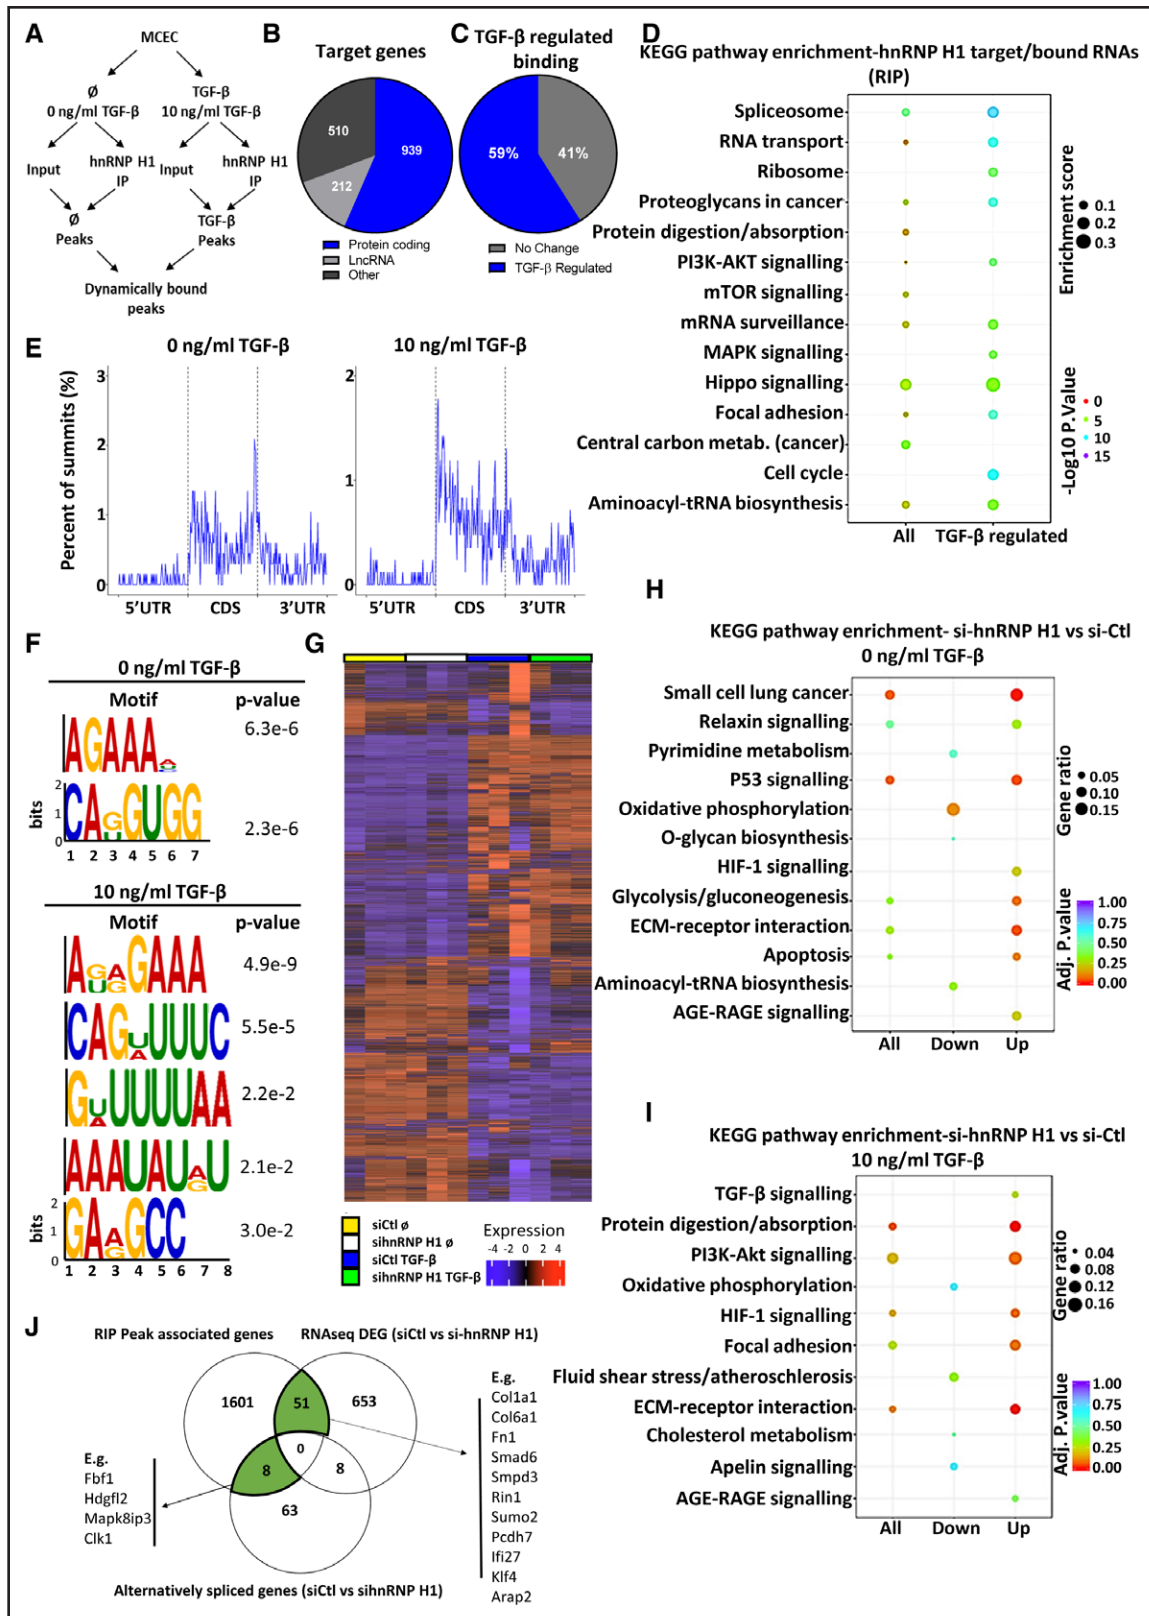 A
MCEC
Ø
0 ng/ml TGF-β
TGF-β
10 ng/ml TGF-β
Input
hnRNP H1
IP
Input
hnRNP H1
IP
Ø
Peaks
TGF-β
Peaks
Dynamically bound
peaks
B
Target genes
510
939
212
Protein coding
LncRNA
Other
C
TGF-β regulated
binding
59%
41%
No Change
TGF-β Regulated
D
KEGG pathway enrichment-hnRNP H1 target/bound RNAs
(RIP)
Spliceosome
RNA transport
Ribosome
Proteoglycans in cancer
Protein digestion/absorption
PI3K-AKT signalling
mTOR signalling
mRNA surveillance
MAPK signalling
Hippo signalling
Focal adhesion
Central carbon metab. (cancer)
Cell cycle
Aminoacyl-tRNA biosynthesis
All
TGF-β regulated
Enrichment score
0.1
0.2
0.3
-Log10 P.Value
0
5
10
15
E
0 ng/ml TGF-β
10 ng/ml TGF-β
Percent of summits (%)
3
2
1
0
5'UTR
CDS
3'UTR
2
1
0
5'UTR
CDS
3'UTR
F
0 ng/ml TGF-β
Motif
p-value
AGAAA
6.3e-6
CAGGUGG
U
2.3e-6
bits
2
1
0
1 2 3 4 5 6 7
10 ng/ml TGF-β
Motif
p-value
AGAGAAA
UG
4.9e-9
CAGUUUUC
A
5.5e-5
GUUUUUAA
A
2.2e-2
AAAUAUAU
G
2.1e-2
GAAGCC
G
3.0e-2
bits
2
1
0
1 2 3 4 5 6 7 8
G
siCtl ø
sihnRNP H1 ø
siCtl TGF-β
sihnRNP H1 TGF-β
Expression
-4 -2 0 2 4
H
KEGG pathway enrichment- si-hnRNP H1 vs si-Ctl
0 ng/ml TGF-β
Small cell lung cancer
Relaxin signalling
Pyrimidine metabolism
P53 signalling
Oxidative phosphorylation
O-glycan biosynthesis
HIF-1 signalling
Glycolysis/gluconeogenesis
ECM-receptor interaction
Apoptosis
Aminoacyl-tRNA biosynthesis
AGE-RAGE signalling
All
Down
Up
Gene ratio
0.05
0.10
0.15
Adj. P.value
1.00
0.75
0.50
0.25
0.00
I
KEGG pathway enrichment-si-hnRNP H1 vs si-Ctl
10 ng/ml TGF-β
TGF-β signalling
Protein digestion/absorption
PI3K-Akt signalling
Oxidative phosphorylation
HIF-1 signalling
Focal adhesion
Fluid shear stress/atheroschlerosis
ECM-receptor interaction
Cholesterol metabolism
Apelin signalling
AGE-RAGE signalling
All
Down
Up
Gene ratio
0.04
0.08
0.12
0.16
Adj. P.value
1.00
0.75
0.50
0.25
0.00
J
RIP Peak associated genes
RNAseq DEG (siCtl vs si-hnRNP H1)
1601
51
653
0
8
8
63
Alternatively spliced genes (siCtl vs sihnRNP H1)
E.g.
Fbf1
Hdgfl2
Mapk8ip3
Clk1
E.g.
Col1a1
Col6a1
Fn1
Smad6
Smpd3
Rin1
Sumo2
Pcdh7
Ifi27
Klf4
Arap2